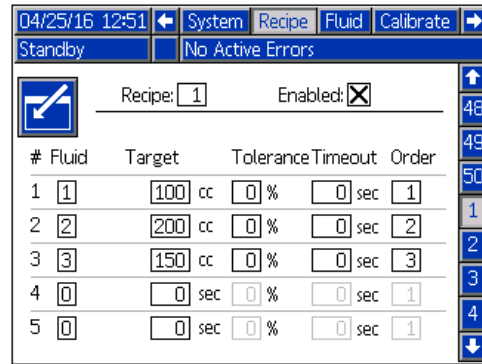 04/25/16 12:51 System Recipe Fluid Calibrate
Standby No Active Errors
Recipe: 1 Enabled: X
# Fluid Target Tolerance Timeout Order
1 1 100 cc 0 % 0 sec 1
2 2 200 cc 0 % 0 sec 2
3 3 150 cc 0 % 0 sec 3
4 0 0 sec 0 % 0 sec 1
5 0 0 sec 0 % 0 sec 1
48
49
50
1
2
3
4